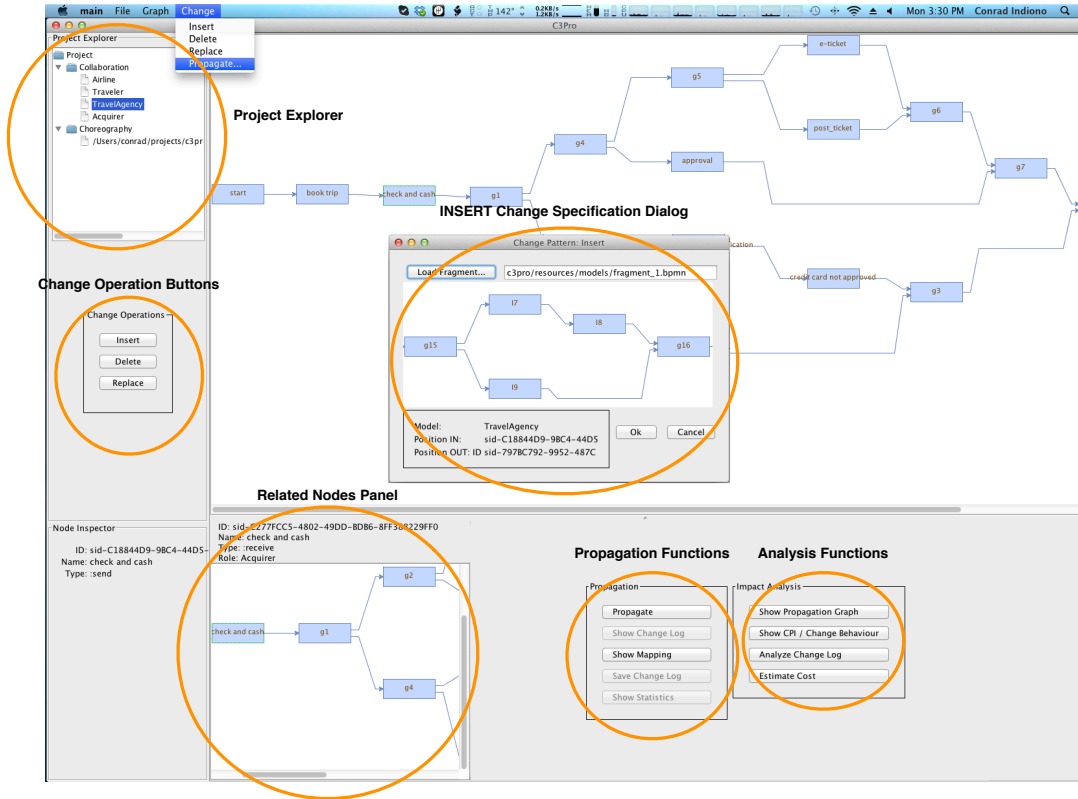 main File Graph Change
142° 0.2KB/s
1.2KB/s
Mon 3:30 PM Conrad Indiono
C3Pro
Insert
Delete
Replace
Propagate...
Project Explorer
Project
Collaboration
Airline
Traveler
TravelAgency
Acquirer
Choreography
/Users/conrad/projects/c3pr
Project Explorer
e-ticket
g5
g6
post_ticket
g4
approval
g7
start
book trip
check and cash
g1
INSERT Change Specification Dialog
ication
credit card not approved
g3
Change Pattern: Insert
Load Fragment...
c3pro/resources/models/fragment_1.bpmn
l7
l8
g15
g16
l9
Model: TravelAgency
Position IN: sid-C18844D9-9BC4-44D5
Position OUT: ID sid-797BC792-9952-487C
Ok
Cancel
Change Operation Buttons
Change Operations
Insert
Delete
Replace
Related Nodes Panel
Node Inspector
ID: sid-C18844D9-9BC4-44D5-
Name: check and cash
Type: :send
ID: sid-C277FCC5-4802-49DD-BDB6-8FF388229FF0
Name: check and cash
Type: :receive
Role: Acquirer
g2
check and cash
g1
g4
Propagation Functions
Propagation
Propagate
Show Change Log
Show Mapping
Save Change Log
Show Statistics
Analysis Functions
Impact Analysis
Show Propagation Graph
Show CPI / Change Behaviour
Analyze Change Log
Estimate Cost